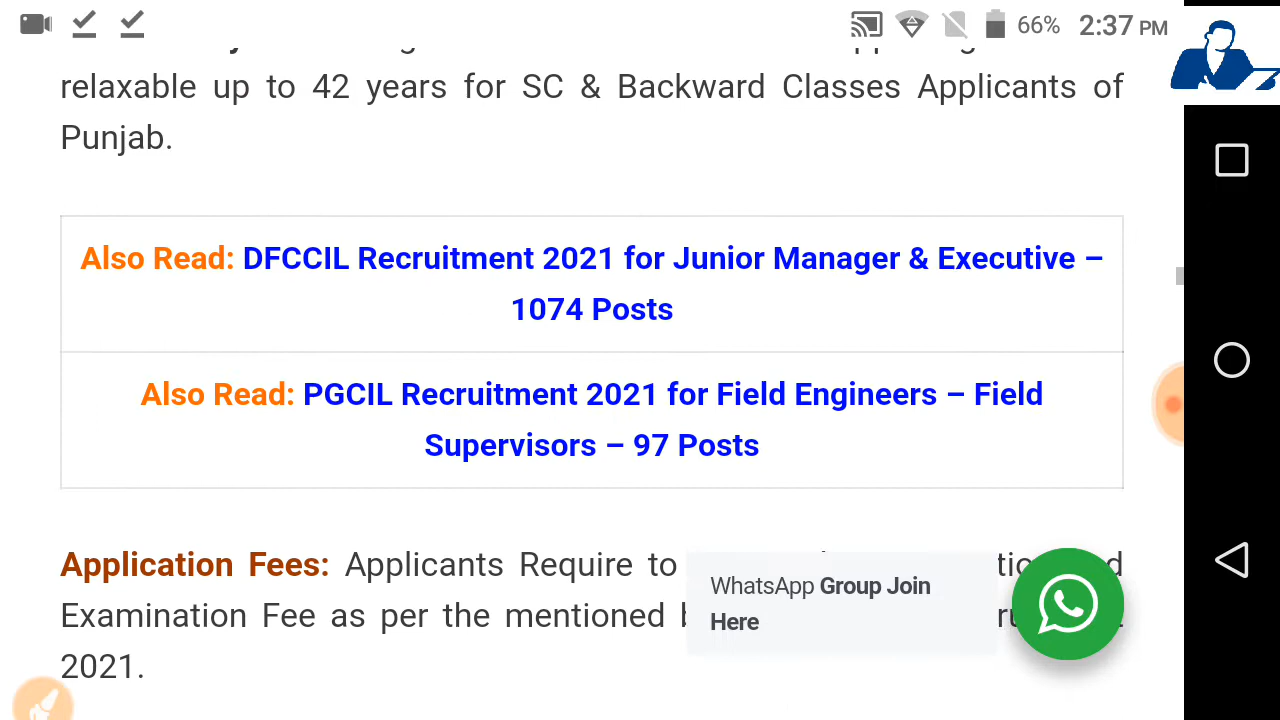 66% 2:37 PM
relaxable up to 42 years for SC & Backward Classes Applicants of
Punjab.
Also Read: DFCCIL Recruitment 2021 for Junior Manager & Executive –
1074 Posts
Also Read: PGCIL Recruitment 2021 for Field Engineers – Field
Supervisors – 97 Posts
Application Fees: Applicants Require to
Examination Fee as per the mentioned
2021.
WhatsApp Group Join
Here